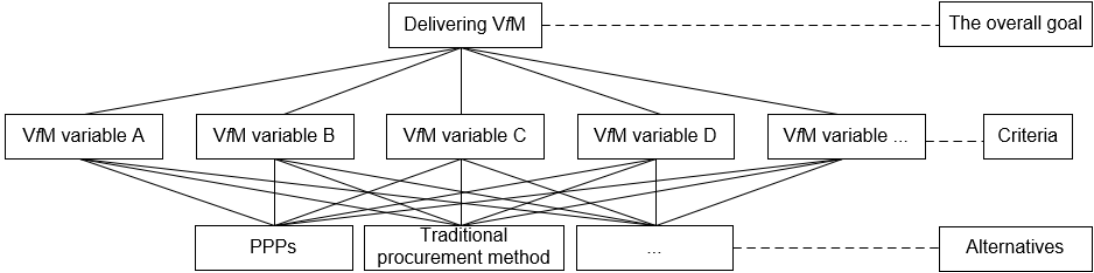 Delivering VfM
The overall goal
VfM variable A
VfM variable B
VfM variable C
VfM variable D
VfM variable ...
Criteria
PPPs
Traditional
procurement method
...
Alternatives